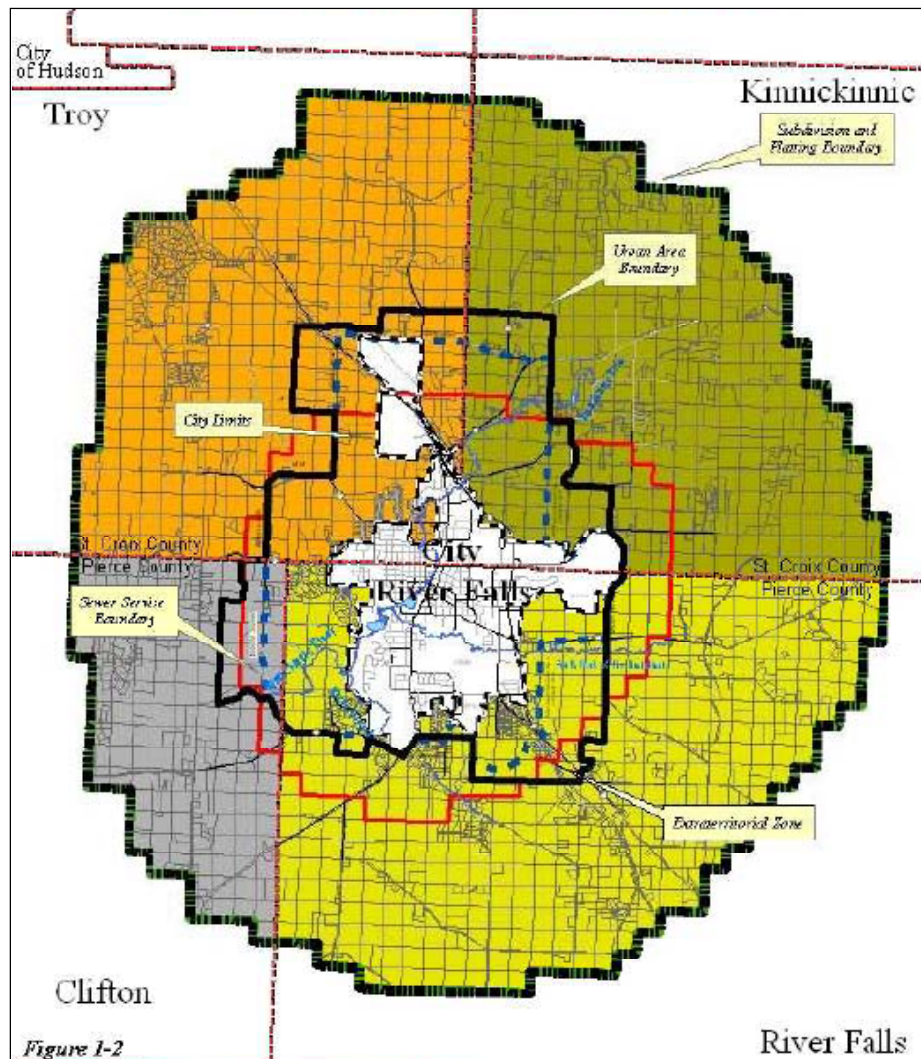 City
of Hudson
Troy
Kinnickinnic
Subdivision and
Platting Boundary
Urban Area
Boundary
City Limits
St. Croix County
Pierce County
St. Croix County
Pierce County
City
River Falls
Sewer Service
Boundary
Extraterritorial Zone
Clifton
River Falls
Figure 1-2